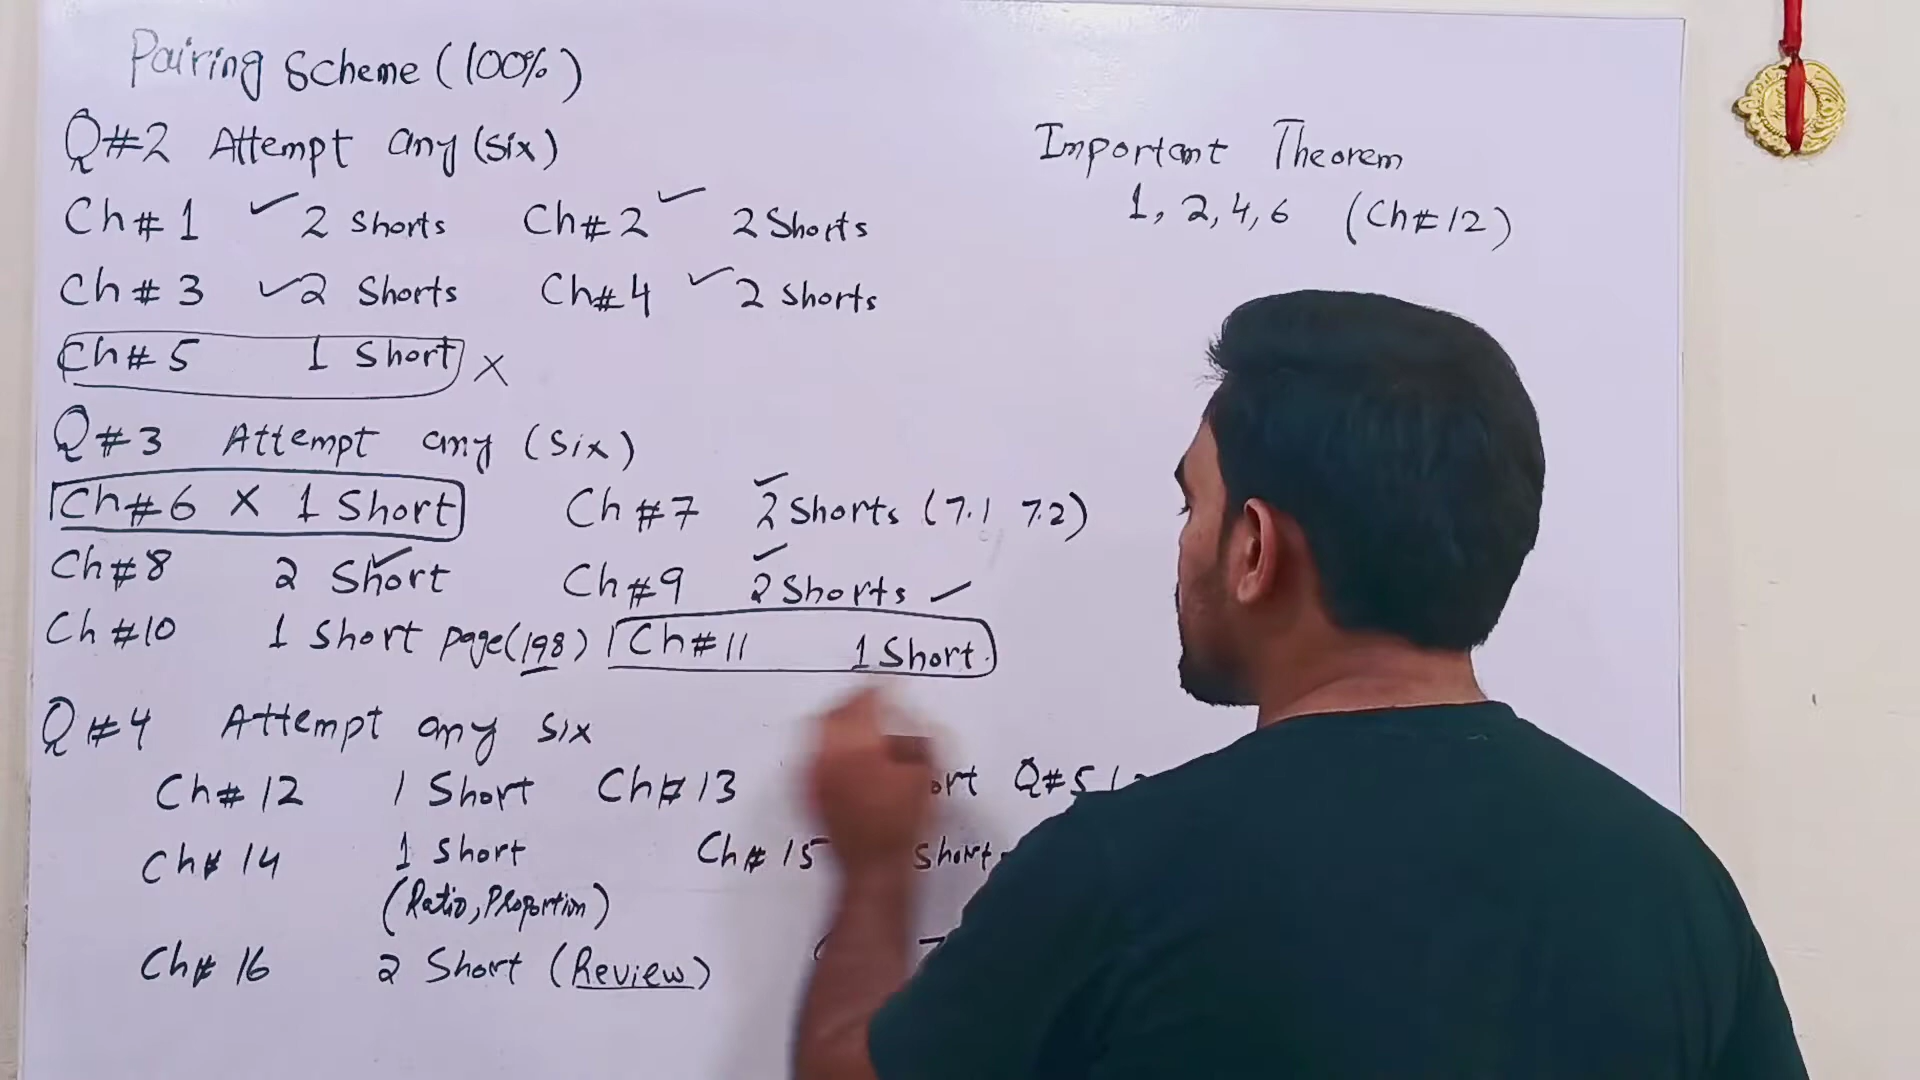 Pairing Scheme (100%)
Q#2 Attempt any (six)
Ch#1 ✓ 2 Shorts Ch#2 ✓ 2 Shorts
Ch#3 ✓ 2 Shorts Ch#4 ✓ 2 Shorts
Ch#5 1 Short ×
Q#3 Attempt any (Six)
Ch#6 × 1 Short Ch#7 2 Shorts (7.1 7.2)
Ch#8 2 Short Ch#9 2 Shorts ✓
Ch#10 1 Short page(198) Ch#11 1 Short
Q#4 Attempt any six
Ch#12 1 Short Ch#13 Q#5
Ch#14 1 Short Ch#15 Short
(Ratio, Proportion)
Ch#16 2 Short (Review)
Important Theorem
1, 2, 4, 6 (Ch#12)